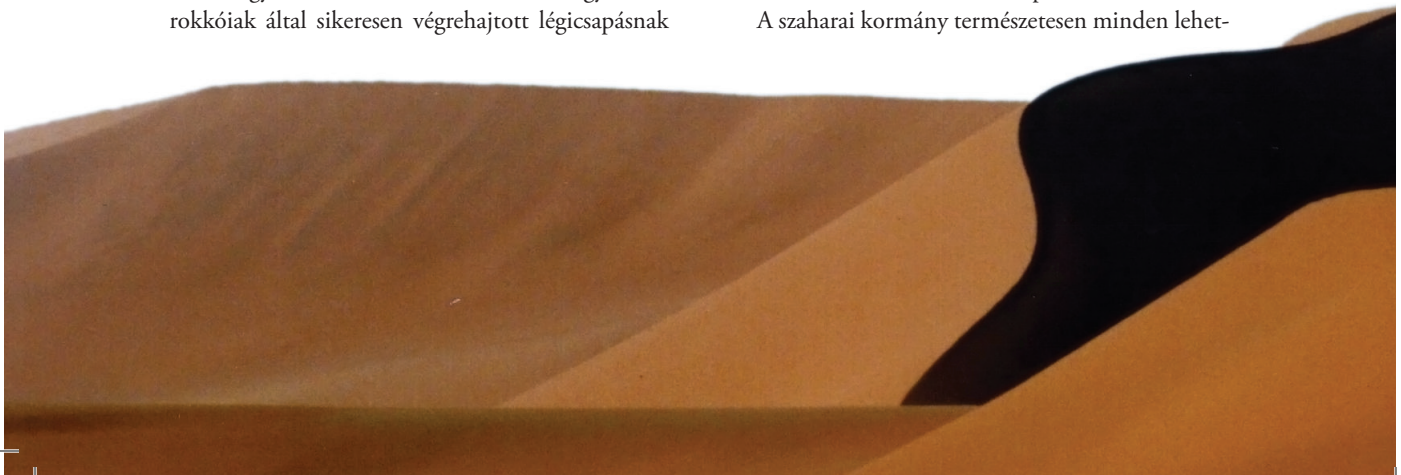 rokkóiak által sikeresen végrehajtott légicsapásnak
A szaharai kormány természetesen minden lehet-